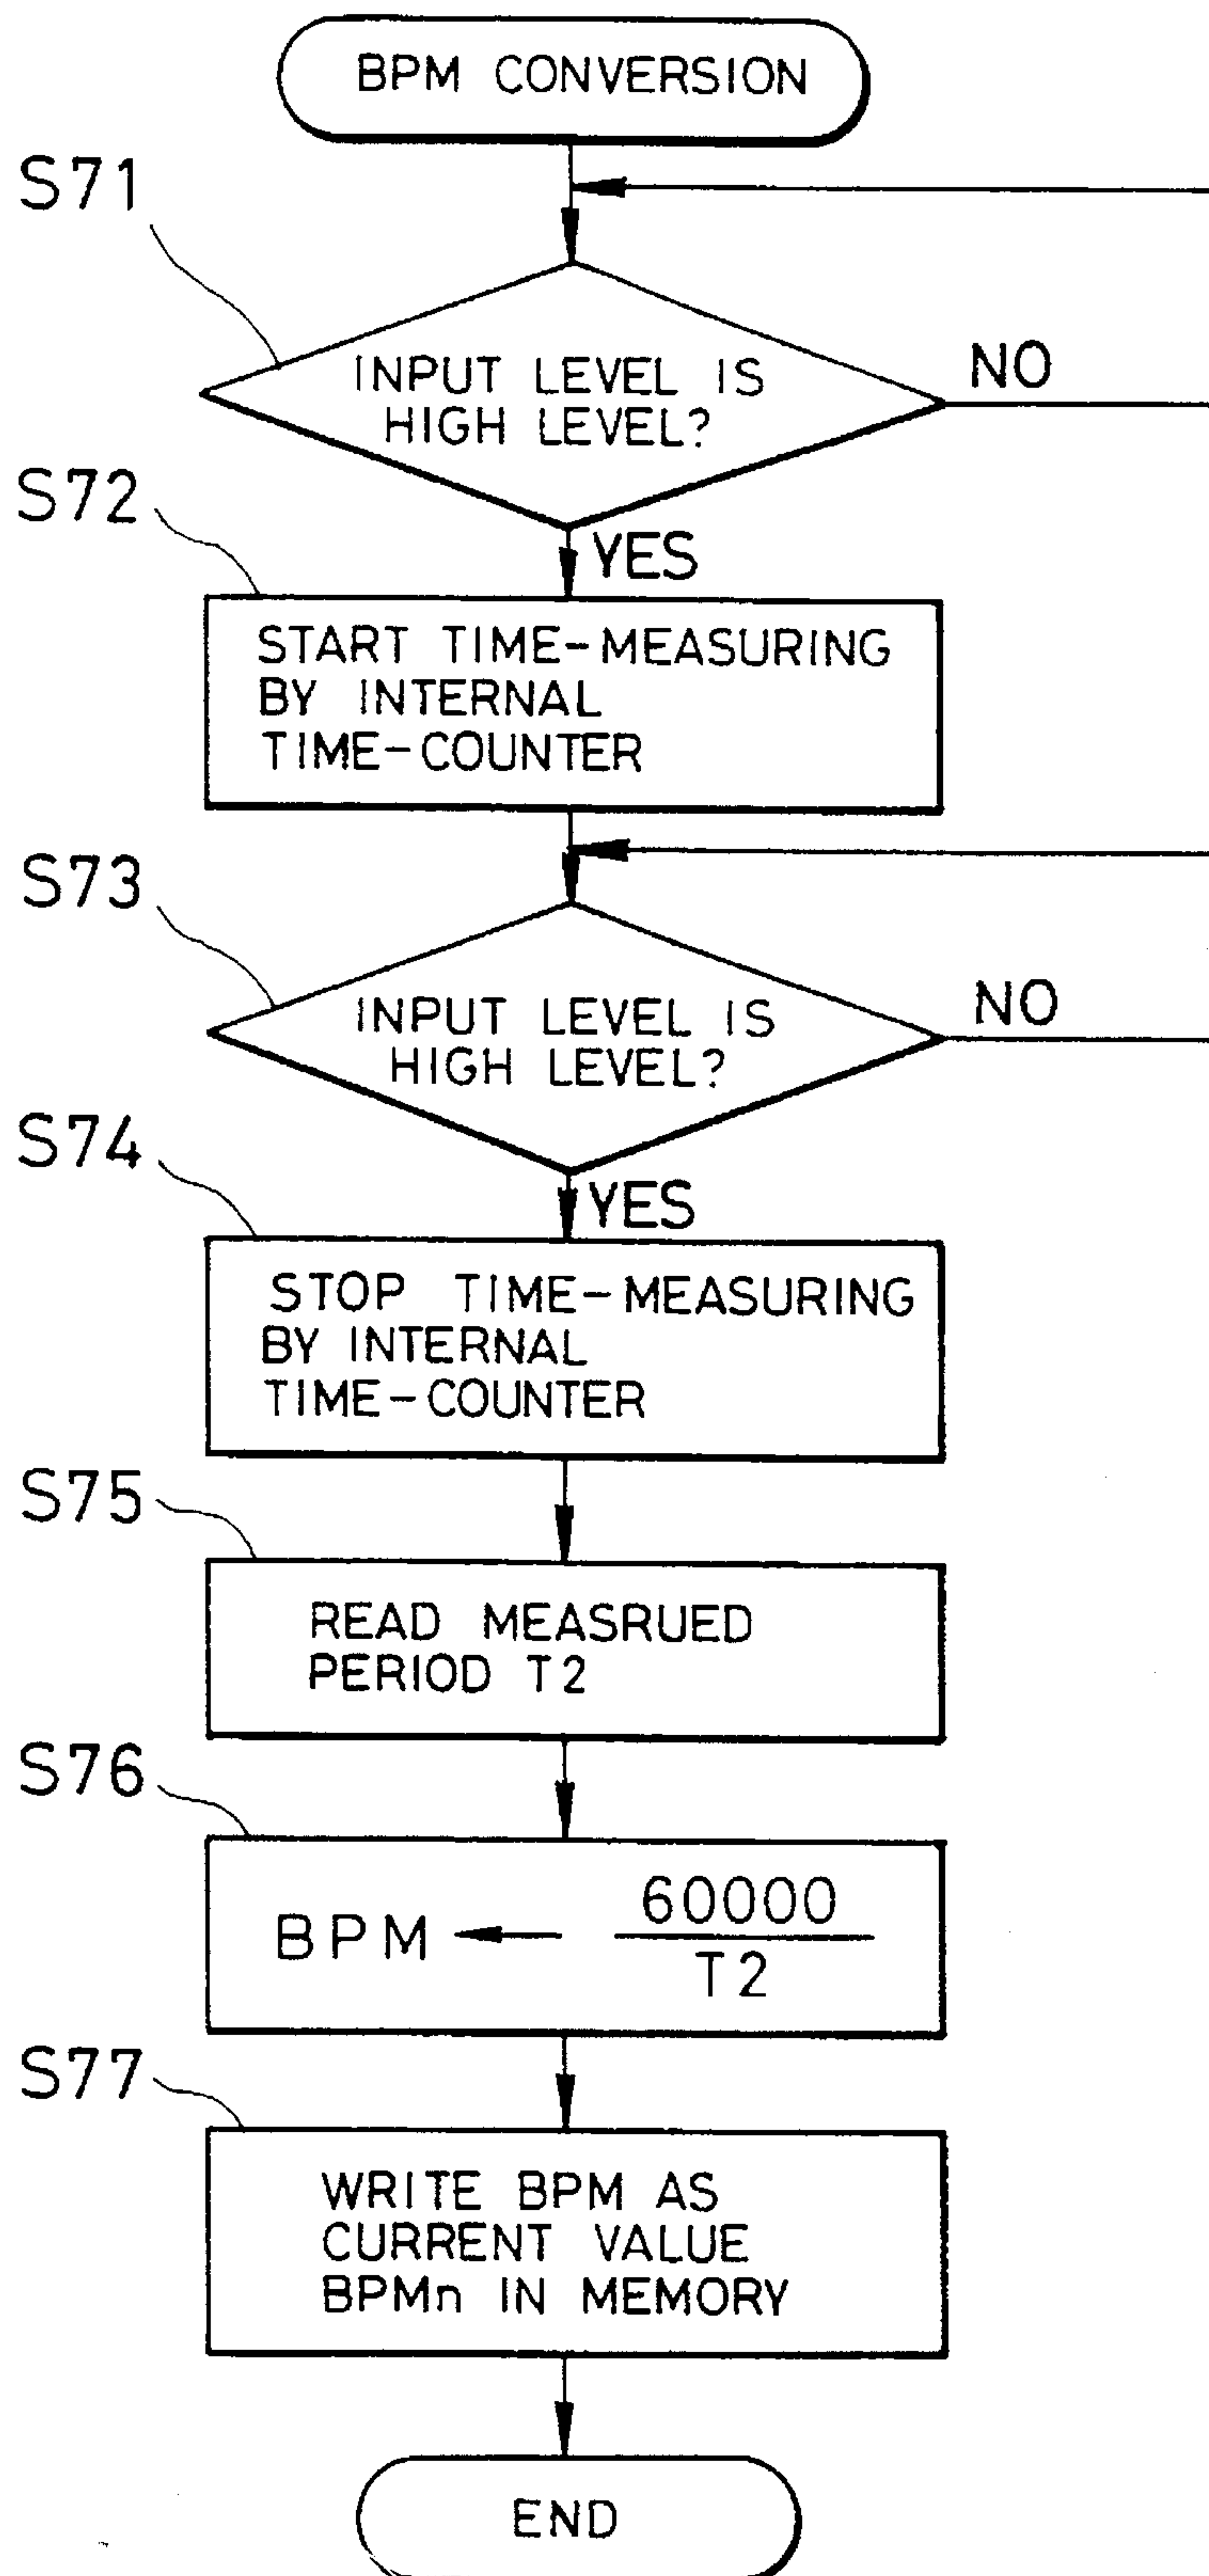 BPM CONVERSION
S71
INPUT LEVEL IS
HIGH LEVEL?
NO
YES
S72
START TIME-MEASURING
BY INTERNAL
TIME-COUNTER
S73
INPUT LEVEL IS
HIGH LEVEL?
NO
YES
S74
STOP TIME-MEASURING
BY INTERNAL
TIME-COUNTER
S75
READ MEASRUED
PERIOD T2
S76
BPM ← 60000
T2
S77
WRITE BPM AS
CURRENT VALUE
BPMn IN MEMORY
END